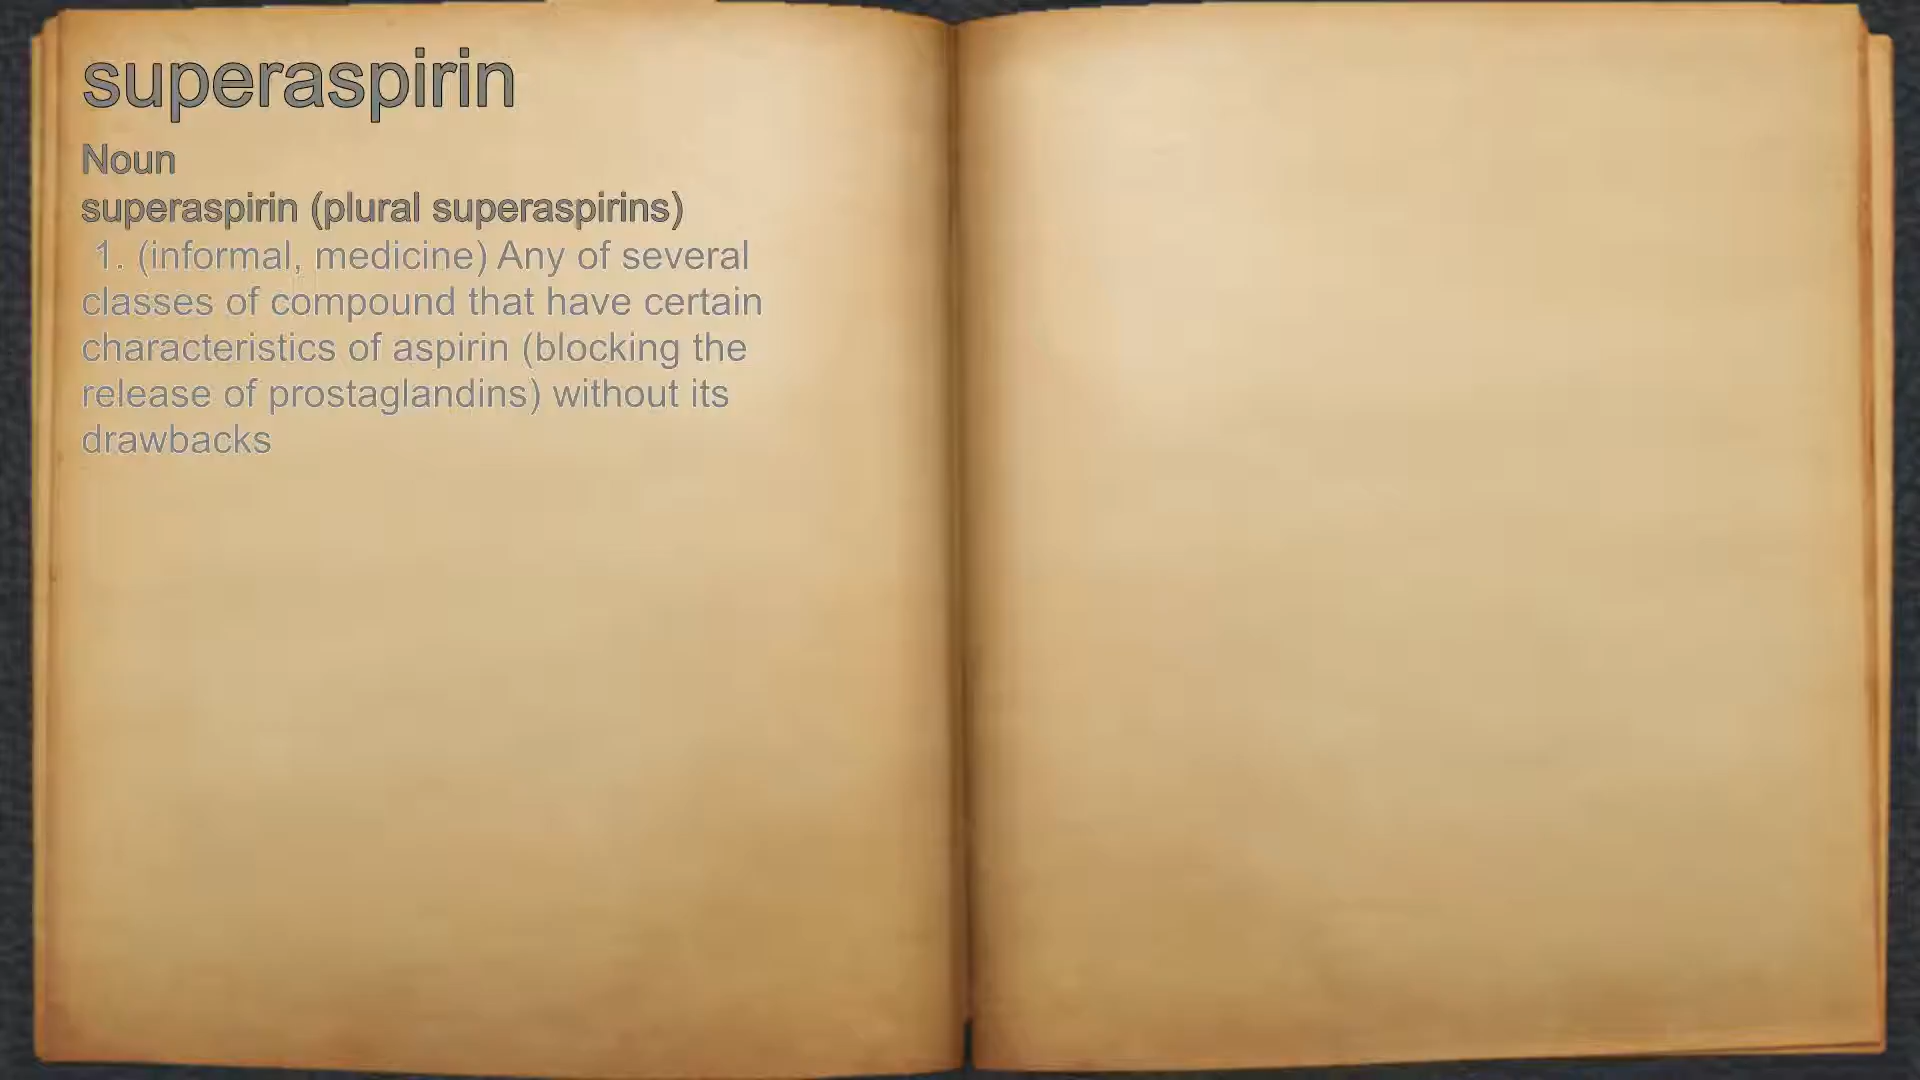 superaspirin
Noun
superaspirin (plural superaspirins)
1. (informal, medicine) Any of several
classes of compound that have certain
characteristics of aspirin (blocking the
release of prostaglandins) without its
drawbacks